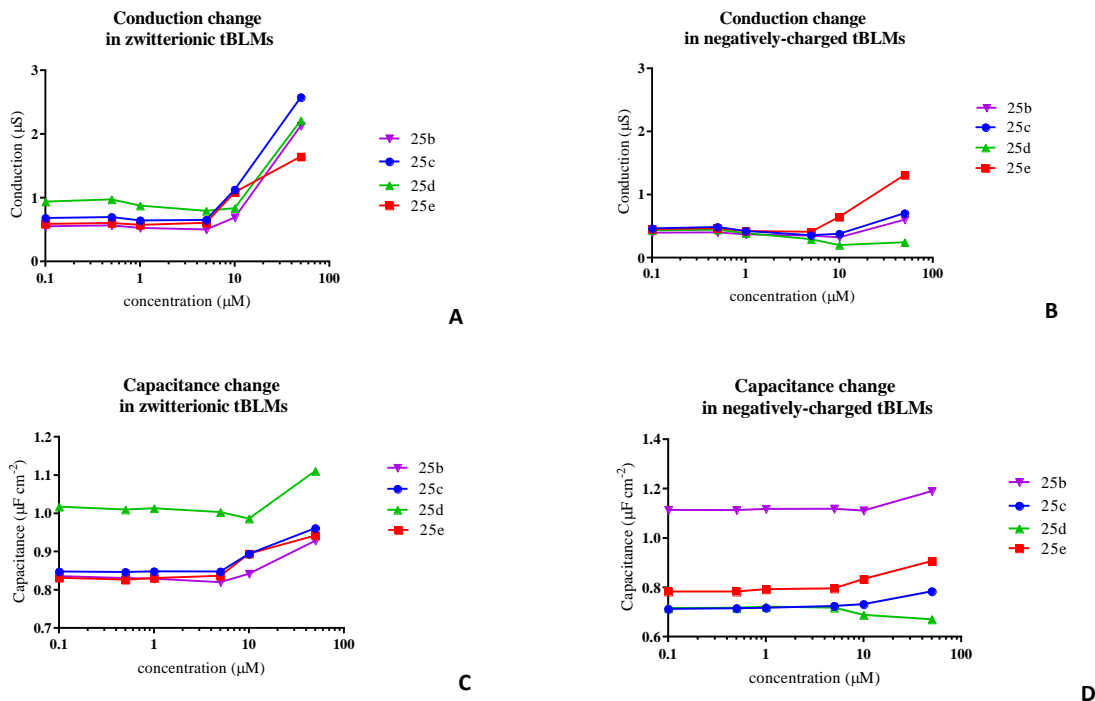 Conduction change
in zwitterionic tBLMs
3
2
1
0
0.1
1
10
100
Conduction (μS)
concentration (μM)
25b
25c
25d
25e
A
Conduction change
in negatively-charged tBLMs
3
2
1
0
0.1
1
10
100
Conduction (μS)
concentration (μM)
25b
25c
25d
25e
B
Capacitance change
in zwitterionic tBLMs
1.2
1.1
1.0
0.9
0.8
0.7
0.1
1
10
100
Capacitance (μF cm⁻²)
concentration (μM)
25b
25c
25d
25e
C
Capacitance change
in negatively-charged tBLMs
1.4
1.2
1.0
0.8
0.6
0.1
1
10
100
Capacitance (μF cm⁻²)
concentration (μM)
25b
25c
25d
25e
D